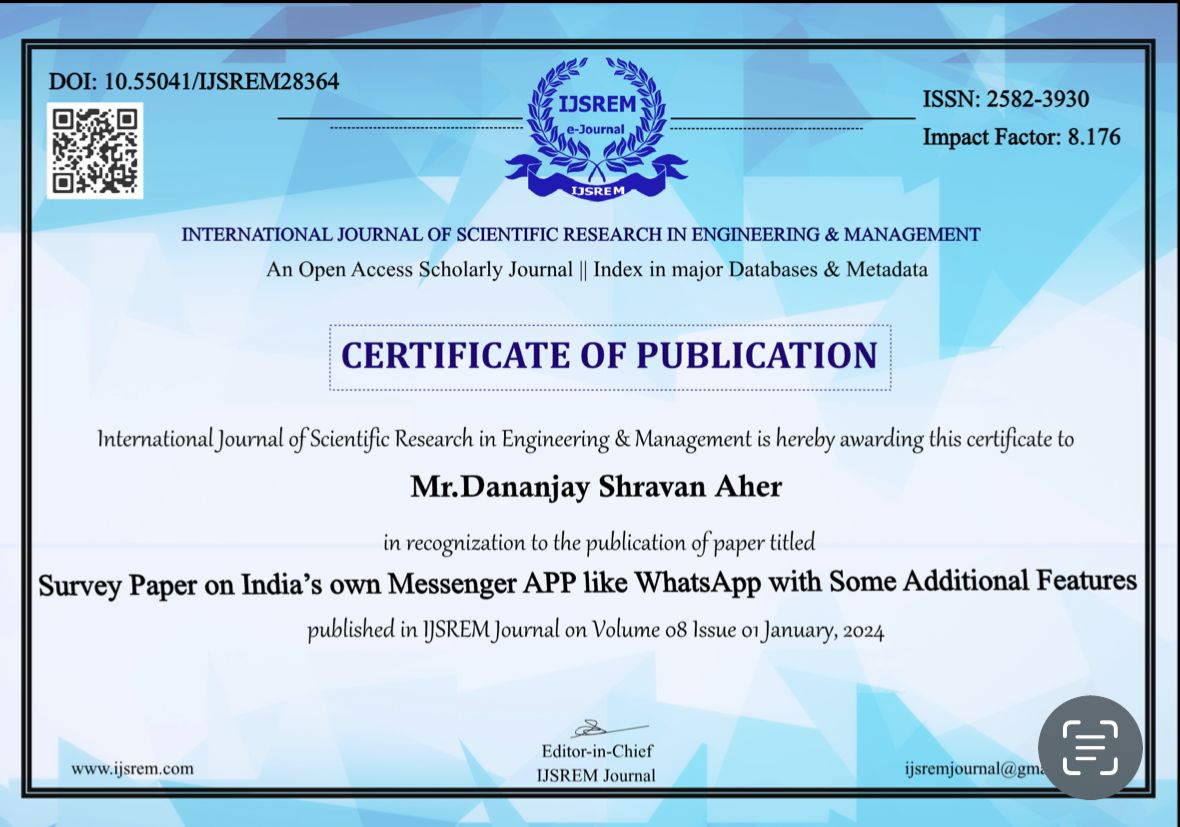 DOI: 10.55041/IJSREM28364
ISSN: 2582-3930
Impact Factor: 8.176
IJSREM
e-Journal
IJSREM
INTERNATIONAL JOURNAL OF SCIENTIFIC RESEARCH IN ENGINEERING & MANAGEMENT
An Open Access Scholarly Journal || Index in major Databases & Metadata
CERTIFICATE OF PUBLICATION
International Journal of Scientific Research in Engineering & Management is hereby awarding this certificate to
Mr.Dananjay Shravan Aher
in recognization to the publication of paper titled
Survey Paper on India's own Messenger APP like WhatsApp with Some Additional Features
published in IJSREM Journal on Volume 08 Issue 01 January, 2024
Editor-in-Chief
IJSREM Journal
www.ijsrem.com